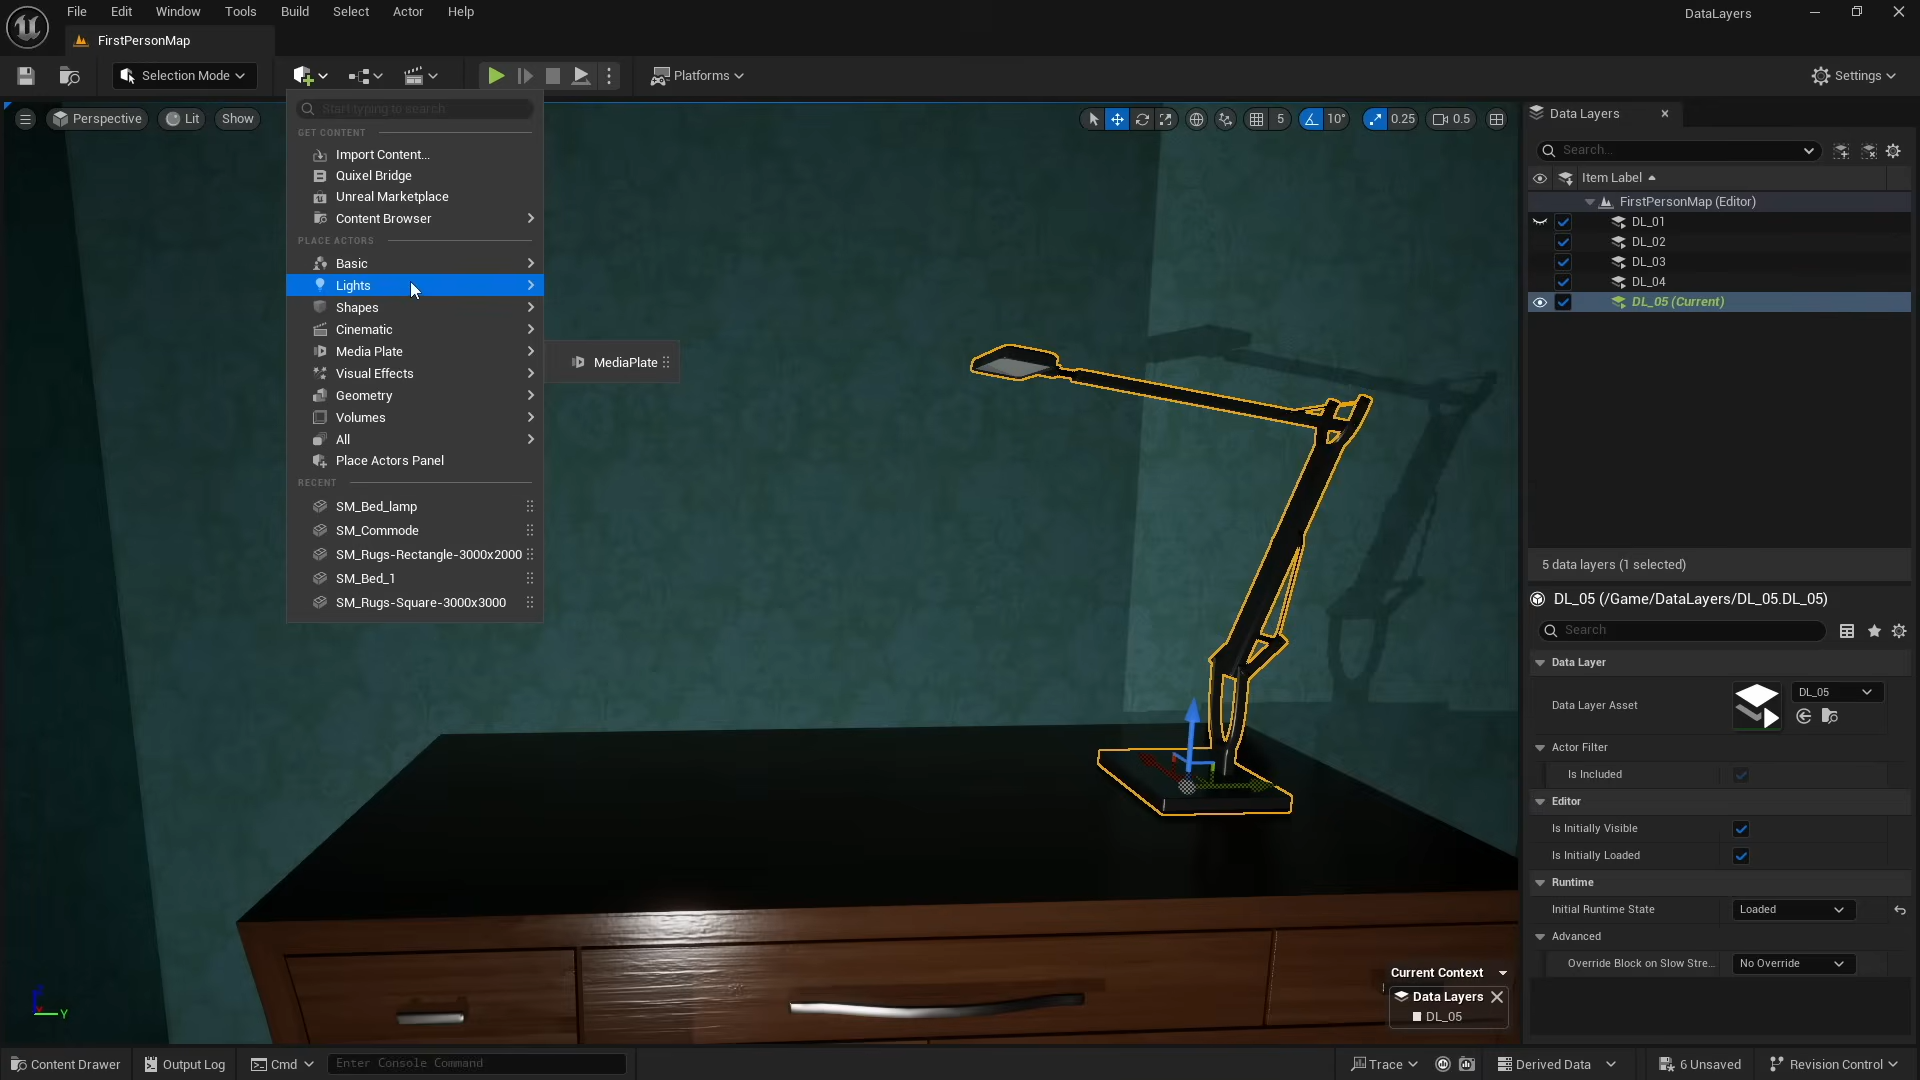 File Edit Window Tools Build Select Actor Help
DataLayers
FirstPersonMap
Selection Mode
Platforms
Settings
Perspective Lit Show
5 10° 0.25 0.5
Start typing to search
GET CONTENT
Import Content...
Quixel Bridge
Unreal Marketplace
Content Browser
PLACE ACTORS
Basic
Lights
Shapes
Cinematic
Media Plate
Visual Effects
Geometry
Volumes
All
Place Actors Panel
RECENT
SM_Bed_lamp
SM_Commode
SM_Rugs-Rectangle-3000x2000
SM_Bed_1
SM_Rugs-Square-3000x3000
MediaPlate
Data Layers
Search...
Item Label
FirstPersonMap (Editor)
DL_01
DL_02
DL_03
DL_04
DL_05 (Current)
5 data layers (1 selected)
DL_05 (/Game/DataLayers/DL_05.DL_05)
Search
Data Layer
Data Layer Asset DL_05
Actor Filter
Is Included
Editor
Is Initially Visible
Is Initially Loaded
Runtime
Initial Runtime State Loaded
Advanced
Override Block on Slow Stre... No Override
Current Context
Data Layers
DL_05
Y
Content Drawer Output Log Cmd Enter Console Command
Trace Derived Data 6 Unsaved Revision Control